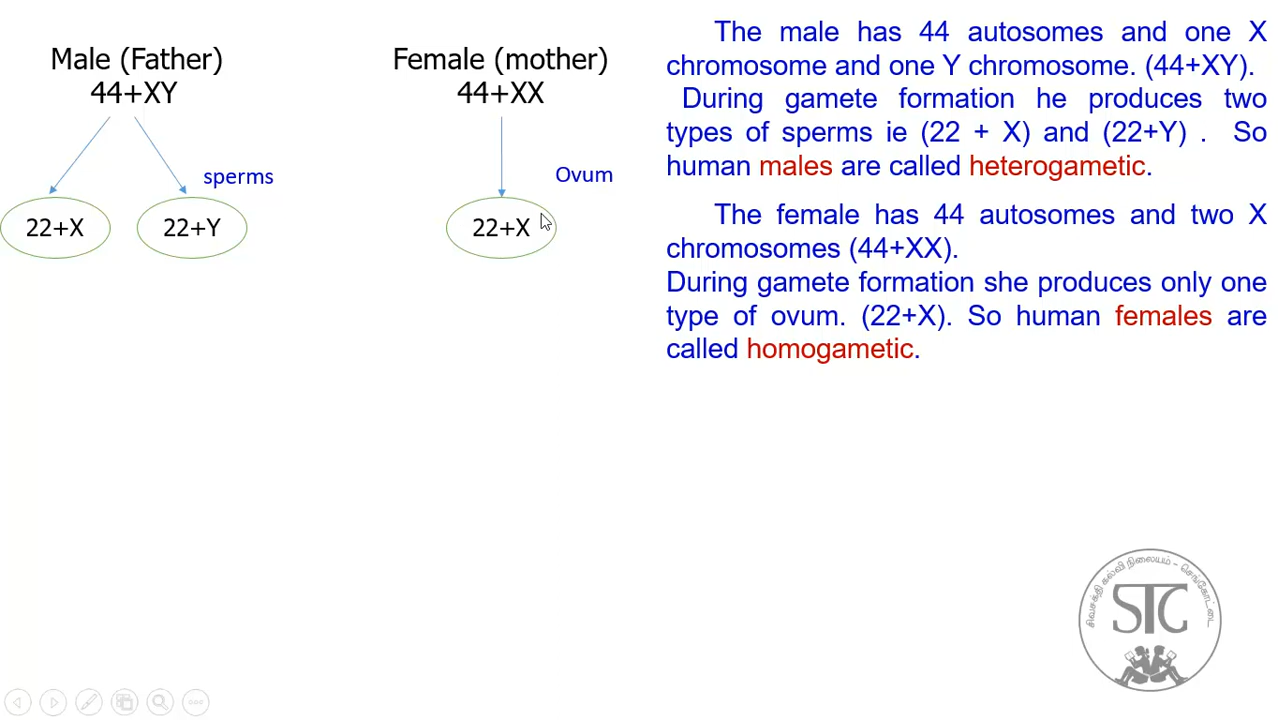 Male (Father)
44+XY
Female (mother)
44+XX
sperms
Ovum
22+X
22+Y
22+X
The male has 44 autosomes and one X
chromosome and one Y chromosome. (44+XY).
During gamete formation he produces two
types of sperms ie (22 + X) and (22+Y) . So
human males are called heterogametic.
The female has 44 autosomes and two X
chromosomes (44+XX).
During gamete formation she produces only one
type of ovum. (22+X). So human females are
called homogametic.
சிவசக்தி கல்வி நிலையம் - செங்கோட்டை
STC